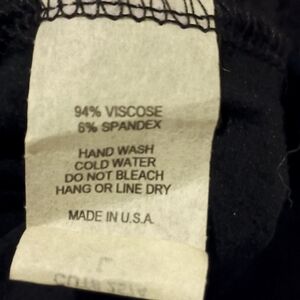 94% VISCOSE
6% SPANDEX
HAND WASH
COLD WATER
DO NOT BLEACH
HANG OR LINE DRY
MADE IN U.S.A.
L